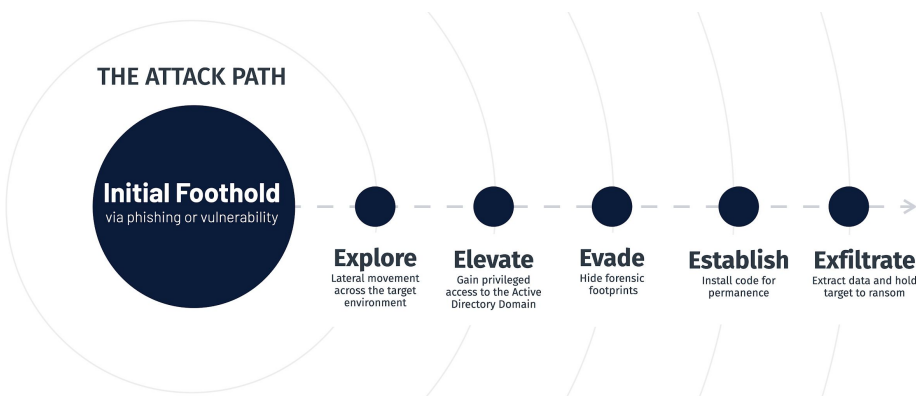 THE ATTACK PATH
Initial Foothold
via phishing or vulnerability
Explore
Lateral movement
across the target
environment
Elevate
Gain privileged
access to the Active
Directory Domain
Evade
Hide forensic
footprints
Establish
Install code for
permanence
Exfiltrate
Extract data and hold
target to ransom